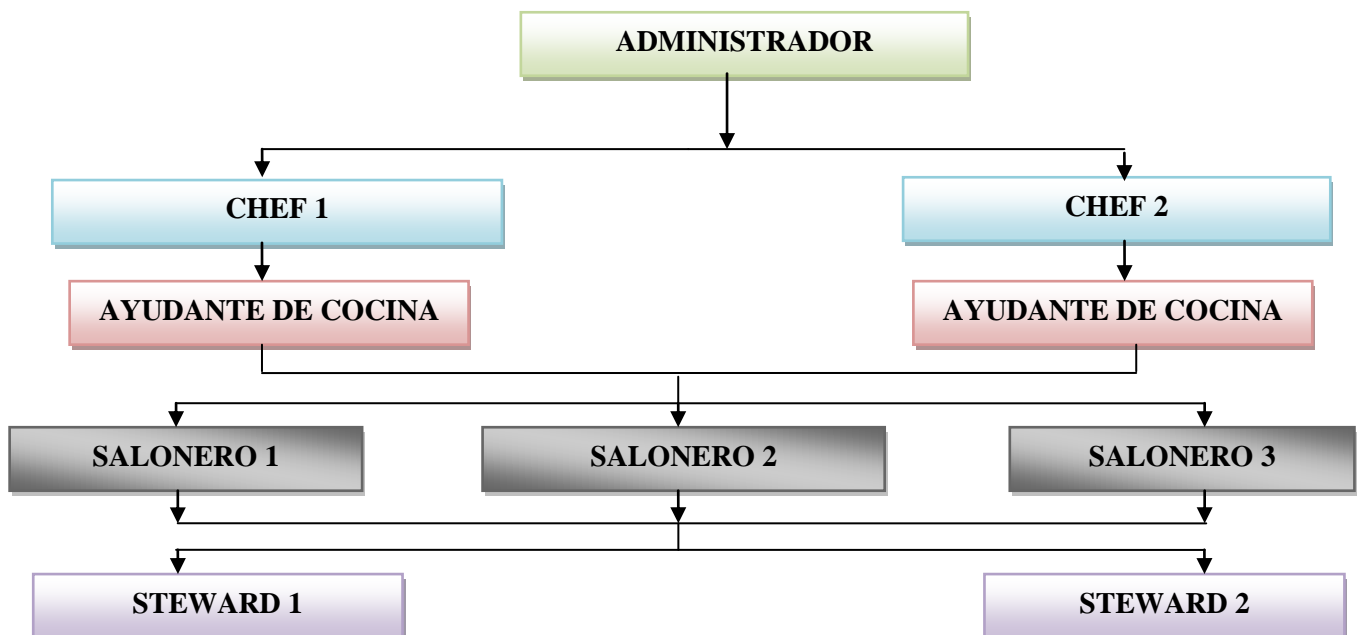 ADMINISTRADOR
CHEF 1
CHEF 2
AYUDANTE DE COCINA
AYUDANTE DE COCINA
SALONERO 1
SALONERO 2
SALONERO 3
STEWARD 1
STEWARD 2